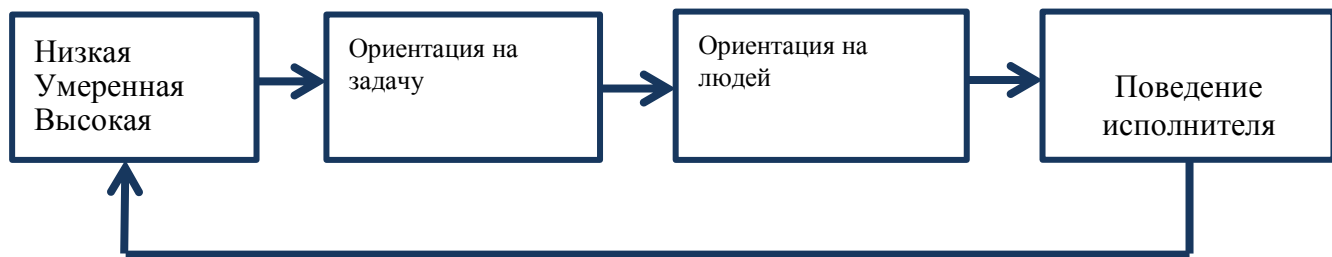 Низкая
Умеренная
Высокая
Ориентация на
задачу
Ориентация на
людей
Поведение
исполнителя